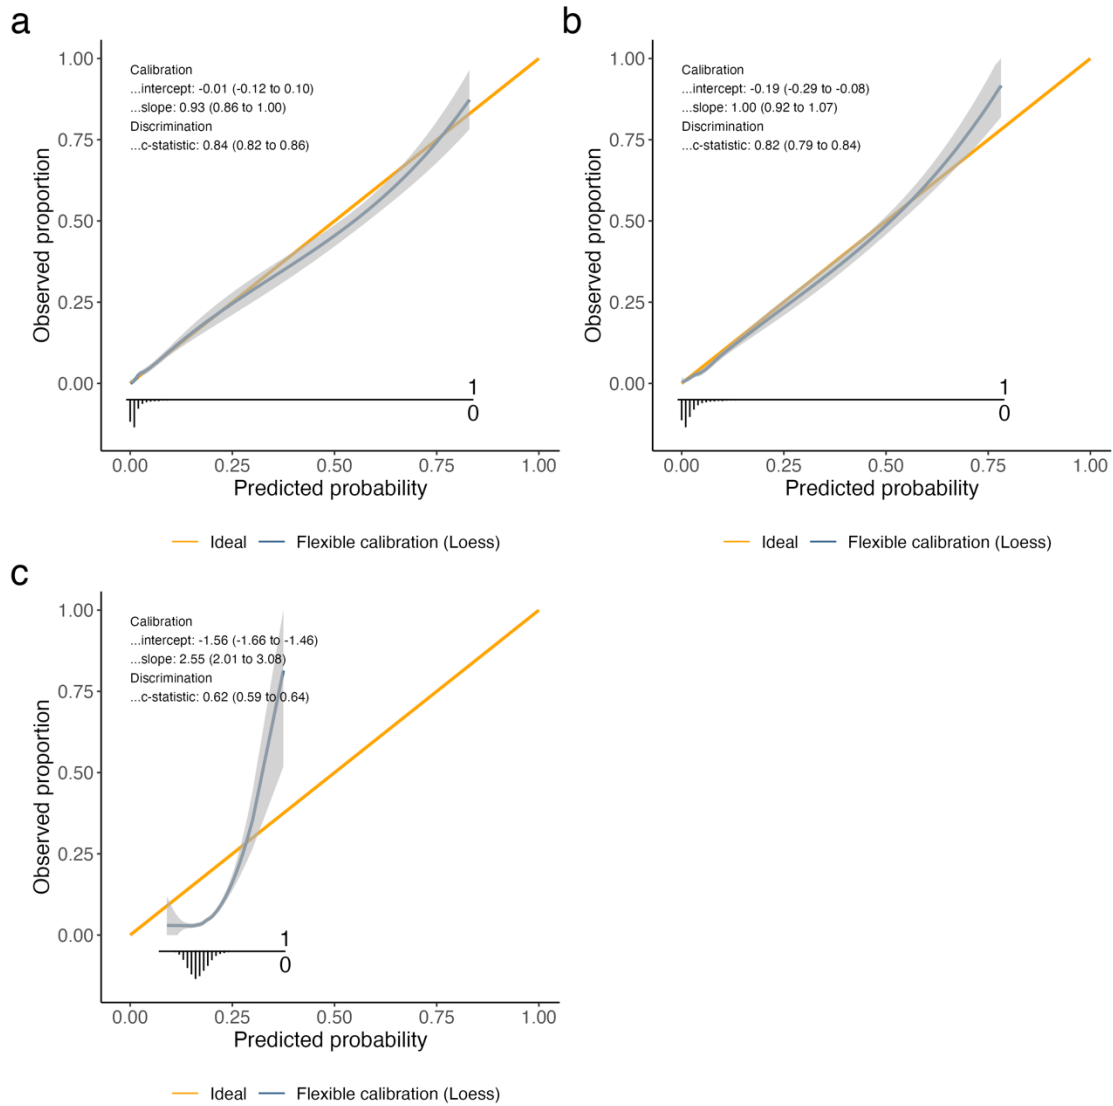 a
1.00
0.75
0.50
0.25
0.00
Observed proportion
Calibration
...intercept: -0.01 (-0.12 to 0.10)
...slope: 0.93 (0.86 to 1.00)
Discrimination
...c-statistic: 0.84 (0.82 to 0.86)
1
0
0.00 0.25 0.50 0.75 1.00
Predicted probability
Ideal Flexible calibration (Loess)
b
1.00
0.75
0.50
0.25
0.00
Observed proportion
Calibration
...intercept: -0.19 (-0.29 to -0.08)
...slope: 1.00 (0.92 to 1.07)
Discrimination
...c-statistic: 0.82 (0.79 to 0.84)
1
0
0.00 0.25 0.50 0.75 1.00
Predicted probability
Ideal Flexible calibration (Loess)
c
1.00
0.75
0.50
0.25
0.00
Observed proportion
Calibration
...intercept: -1.56 (-1.66 to -1.46)
...slope: 2.55 (2.01 to 3.08)
Discrimination
...c-statistic: 0.62 (0.59 to 0.64)
1
0
0.00 0.25 0.50 0.75 1.00
Predicted probability
Ideal Flexible calibration (Loess)